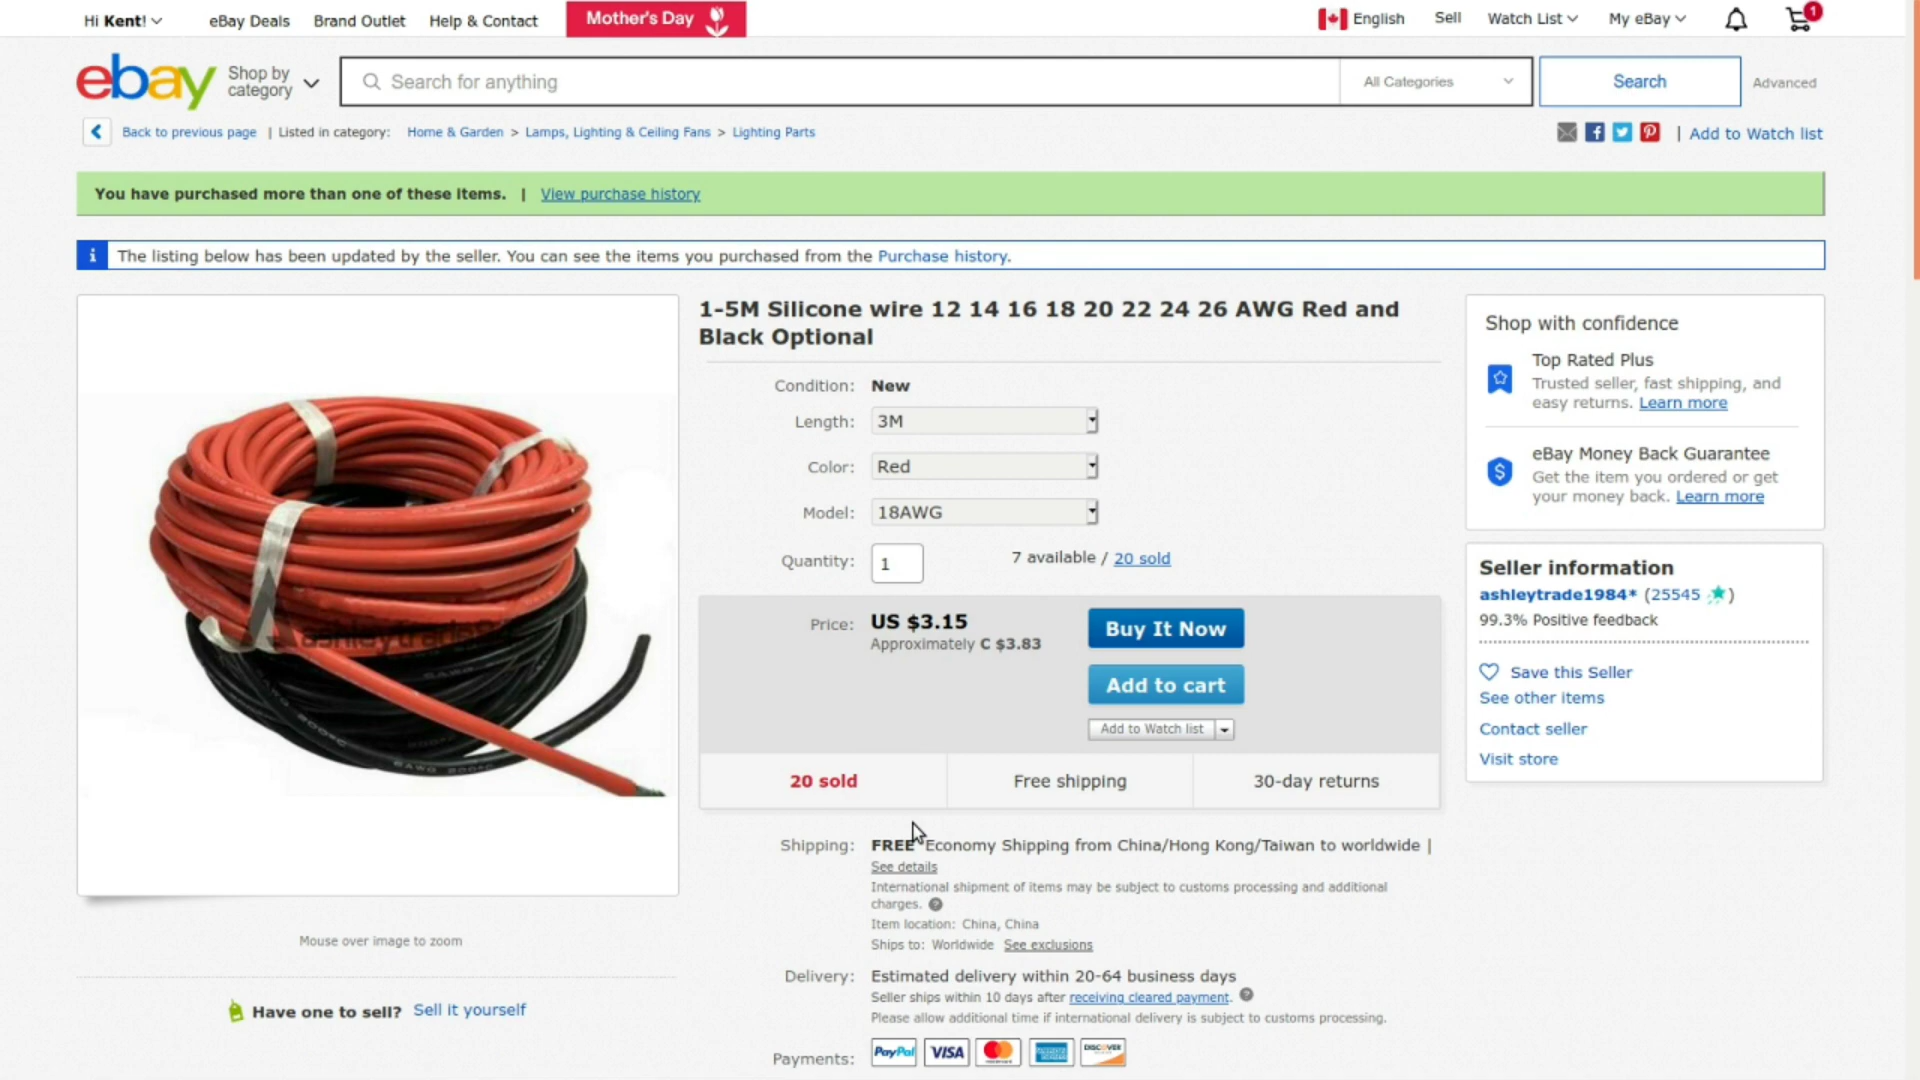 Hi Kent!
eBay Deals
Brand Outlet
Help & Contact
Mother's Day
English
Sell
Watch List
My eBay
1
ebay
Shop by category
Search for anything
All Categories
Search
Advanced
Back to previous page | Listed in category: Home & Garden > Lamps, Lighting & Ceiling Fans > Lighting Parts
| Add to Watch list
You have purchased more than one of these items. | View purchase history
i The listing below has been updated by the seller. You can see the items you purchased from the Purchase history.
1-5M Silicone wire 12 14 16 18 20 22 24 26 AWG Red and
Black Optional
Condition: New
Length: 3M
Color: Red
Model: 18AWG
Quantity: 1
7 available / 20 sold
Price: US $3.15
Approximately C $3.83
Buy It Now
Add to cart
Add to Watch list
20 sold
Free shipping
30-day returns
Shipping: FREE Economy Shipping from China/Hong Kong/Taiwan to worldwide |
See details
International shipment of items may be subject to customs processing and additional
charges.
Item location: China, China
Ships to: Worldwide See exclusions
Delivery: Estimated delivery within 20-64 business days
Seller ships within 10 days after receiving cleared payment.
Please allow additional time if international delivery is subject to customs processing.
Payments: PayPal VISA DISCOVER
Shop with confidence
Top Rated Plus
Trusted seller, fast shipping, and
easy returns. Learn more
eBay Money Back Guarantee
Get the item you ordered or get
your money back. Learn more
Seller information
ashleytrade1984* (25545)
99.3% Positive feedback
Save this Seller
See other items
Contact seller
Visit store
Mouse over image to zoom
Have one to sell? Sell it yourself